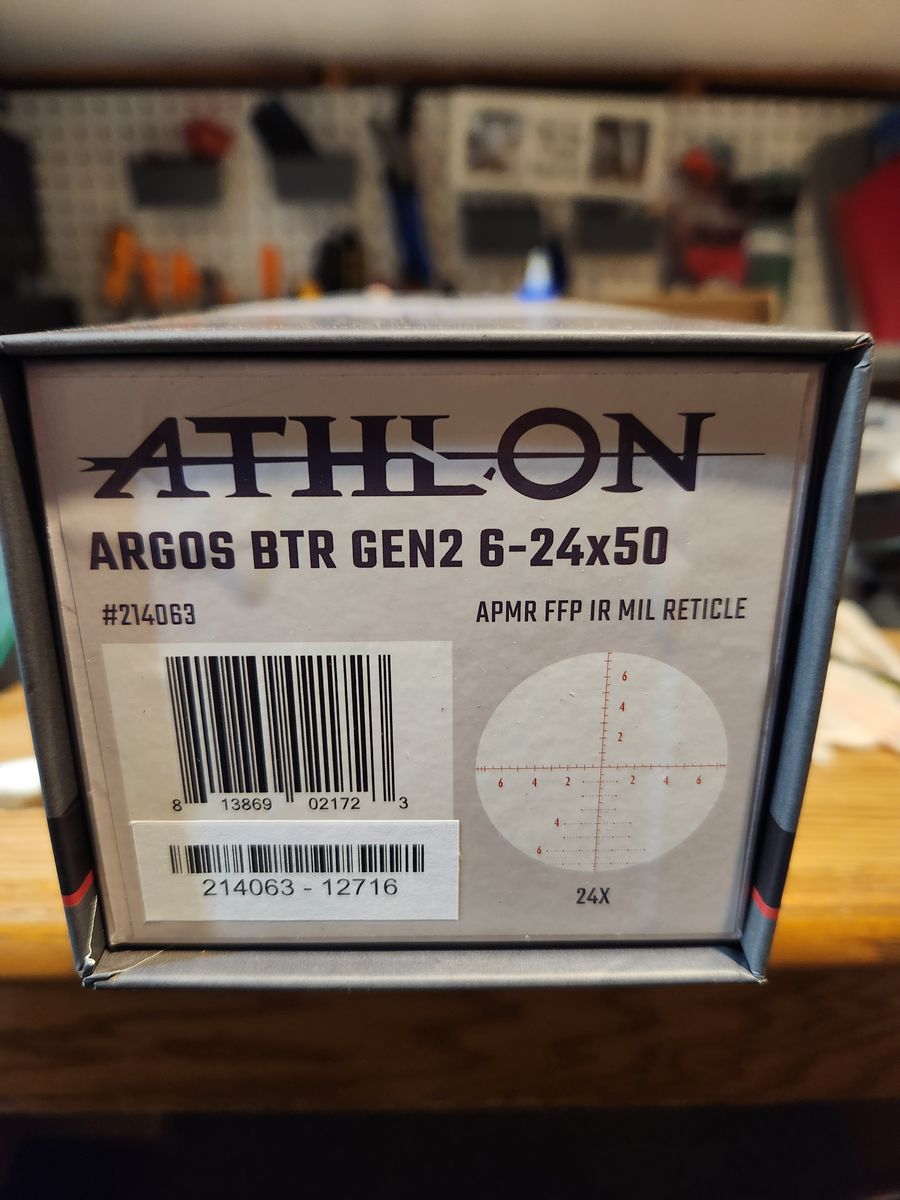 ATHLON
ARGOS BTR GEN2 6-24x50
#214063
APMR FFP IR MIL RETICLE
6
4
2
6 4 2 2 4 6
4
6
8 13869 02172 3
214063 - 12716
24X